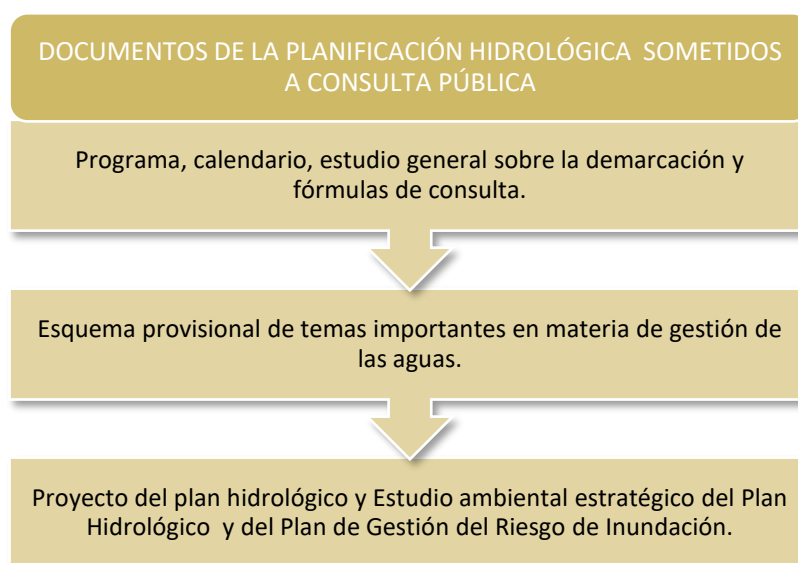 DOCUMENTOS DE LA PLANIFICACIÓN HIDROLÓGICA SOMETIDOS
A CONSULTA PÚBLICA
Programa, calendario, estudio general sobre la demarcación y
fórmulas de consulta.
Esquema provisional de temas importantes en materia de gestión de
las aguas.
Proyecto del plan hidrológico y Estudio ambiental estratégico del Plan
Hidrológico y del Plan de Gestión del Riesgo de Inundación.